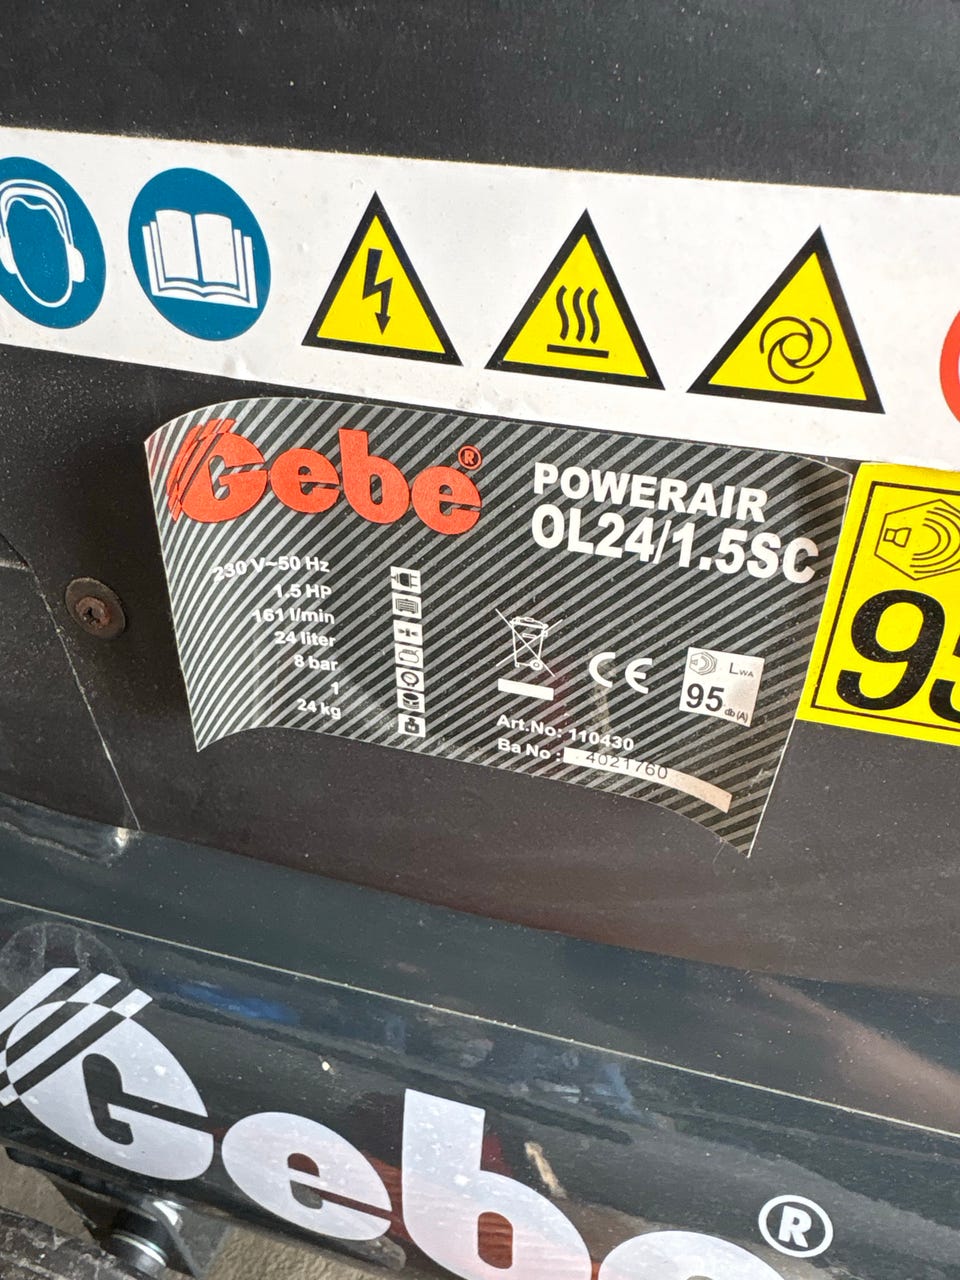 Gebe®
POWERAIR
OL24/1.5SC
230 V~50 Hz
1.5 HP
161 l/min
24 liter
8 bar
1
24 kg
LWA
95 db(A)
Art.No: 110430
Ba No : 4021760
95
Gebe®